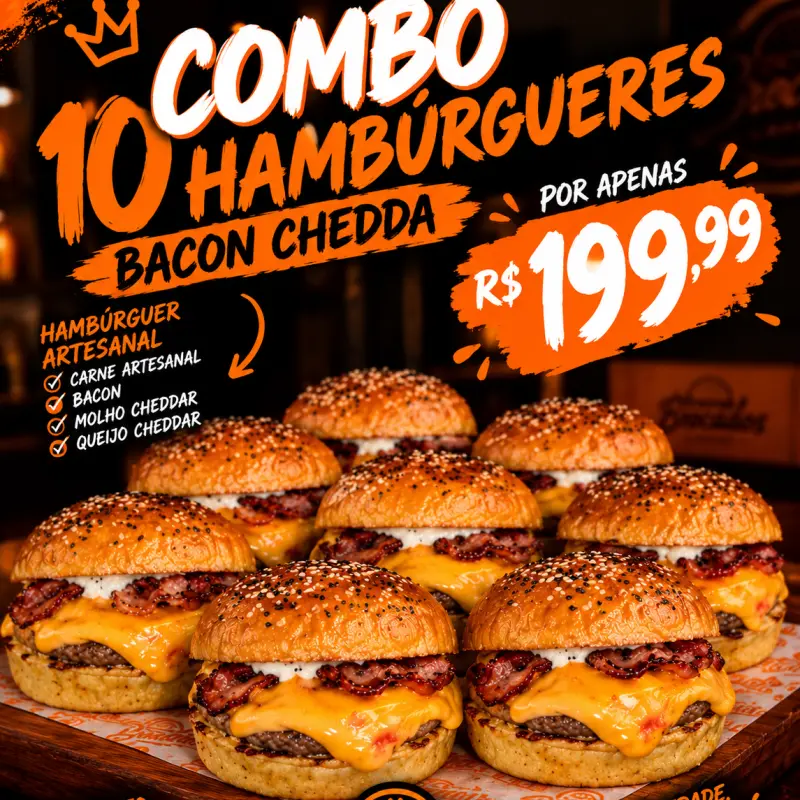 COMBO
10 HAMBÚRGUERES
BACON CHEDDA
POR APENAS
R$ 199,99
HAMBÚRGUER
ARTESANAL
CARNE ARTESANAL
BACON
MOLHO CHEDDAR
QUEIJO CHEDDAR